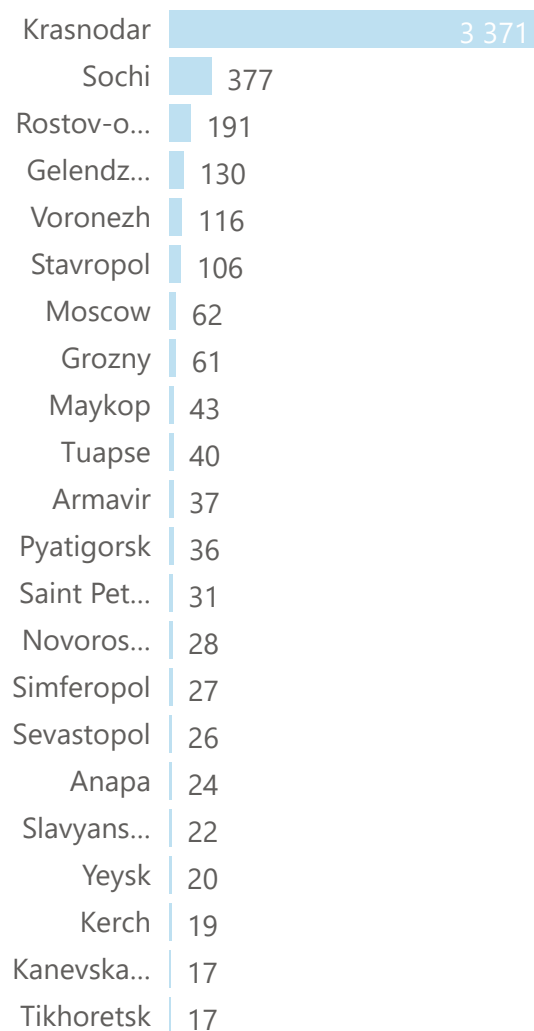 Krasnodar 3 371
Sochi 377
Rostov-o... 191
Gelendz... 130
Voronezh 116
Stavropol 106
Moscow 62
Grozny 61
Maykop 43
Tuapse 40
Armavir 37
Pyatigorsk 36
Saint Pet... 31
Novoros... 28
Simferopol 27
Sevastopol 26
Anapa 24
Slavyans... 22
Yeysk 20
Kerch 19
Kanevska... 17
Tikhoretsk 17